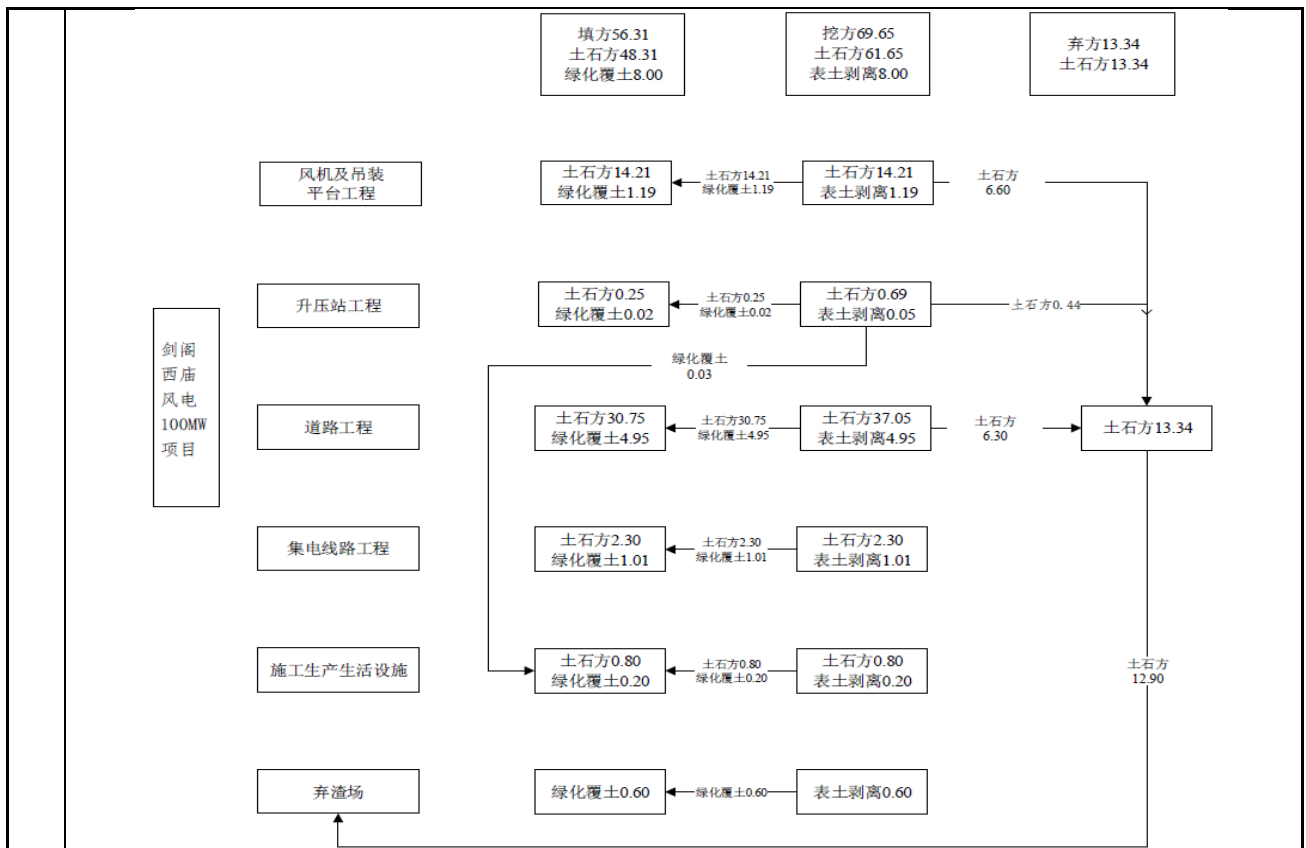 填方56.31
土石方48.31
绿化覆土8.00
挖方69.65
土石方61.65
表土剥离8.00
弃方13.34
土石方13.34
风机及吊装
平台工程
土石方14.21
绿化覆土1.19
土石方14.21
绿化覆土1.19
土石方14.21
表土剥离1.19
土石方
6.60
升压站工程
土石方0.25
绿化覆土0.02
土石方0.25
绿化覆土0.02
土石方0.69
表土剥离0.05
土石方0.44
剑阁
西庙
风电
100MW
项目
绿化覆土
0.03
道路工程
土石方30.75
绿化覆土4.95
土石方30.75
绿化覆土4.95
土石方37.05
表土剥离4.95
土石方
6.30
土石方13.34
集电线路工程
土石方2.30
绿化覆土1.01
土石方2.30
绿化覆土1.01
土石方2.30
表土剥离1.01
施工生产生活设施
土石方0.80
绿化覆土0.20
土石方0.80
绿化覆土0.20
土石方0.80
表土剥离0.20
土石方
12.90
弃渣场
绿化覆土0.60
绿化覆土0.60
表土剥离0.60